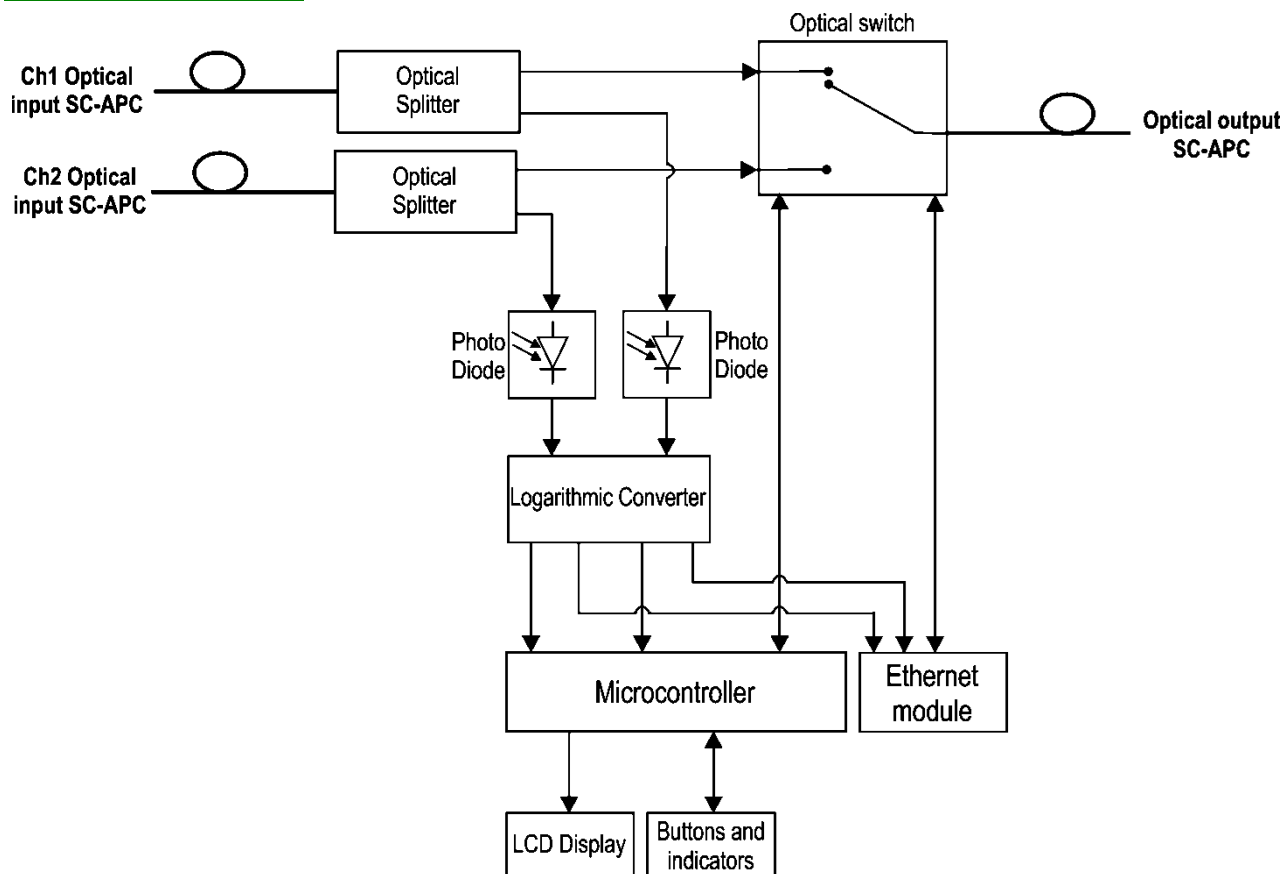 Optical switch
Ch1 Optical
input SC-APC
Optical
Splitter
Optical output
SC-APC
Ch2 Optical
input SC-APC
Optical
Splitter
Photo
Diode
Photo
Diode
Logarithmic Converter
Microcontroller
Ethernet
module
LCD Display
Buttons and
indicators